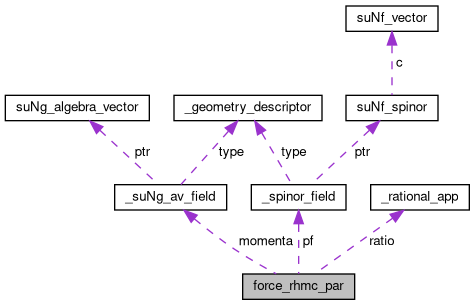 suNf_vector
c
suNg_algebra_vector
_geometry_descriptor
suNf_spinor
ptr
type
type
ptr
_suNg_av_field
_spinor_field
_rational_app
momenta
pf
ratio
force_rhmc_par